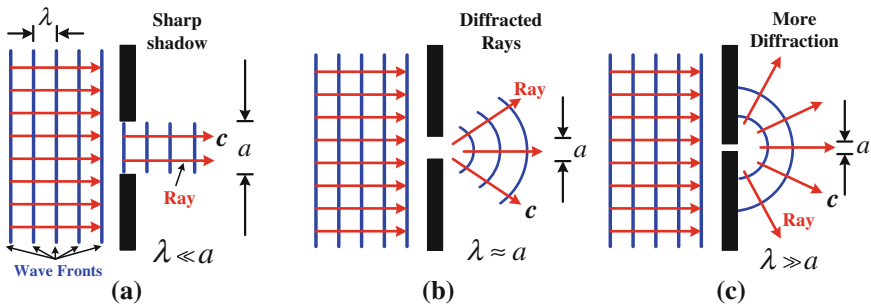 λ
Sharp
shadow
c
a
Ray
Wave Fronts
λ ≪ a
(a)
Diffracted
Rays
Ray
a
c
λ ≈ a
(b)
More
Diffraction
a
Ray
c
λ ≫ a
(c)